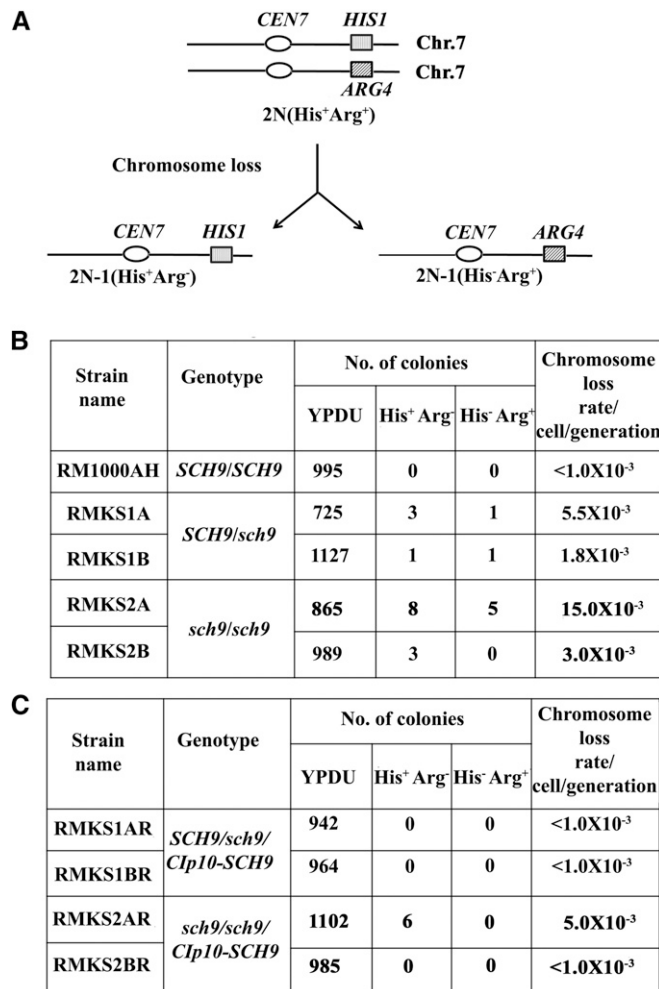 A
CEN7 HIS1
Chr.7
Chr.7
ARG4
2N(His⁺Arg⁺)
Chromosome loss
CEN7 HIS1 CEN7 ARG4
2N-1(His⁺Arg⁻) 2N-1(His⁻Arg⁺)
B
Strain name Genotype No. of colonies Chromosome loss rate/ cell/generation
YPDU His⁺ Arg⁻ His⁻ Arg⁺
RM1000AH SCH9/SCH9 995 0 0 <1.0X10⁻³
RMKS1A SCH9/sch9 725 3 1 5.5X10⁻³
RMKS1B 1127 1 1 1.8X10⁻³
RMKS2A sch9/sch9 865 8 5 15.0X10⁻³
RMKS2B 989 3 0 3.0X10⁻³
C
Strain name Genotype No. of colonies Chromosome loss rate/ cell/generation
YPDU His⁺ Arg⁻ His⁻ Arg⁺
RMKS1AR SCH9/sch9/ CIp10-SCH9 942 0 0 <1.0X10⁻³
RMKS1BR 964 0 0 <1.0X10⁻³
RMKS2AR sch9/sch9/ CIp10-SCH9 1102 6 0 5.0X10⁻³
RMKS2BR 985 0 0 <1.0X10⁻³